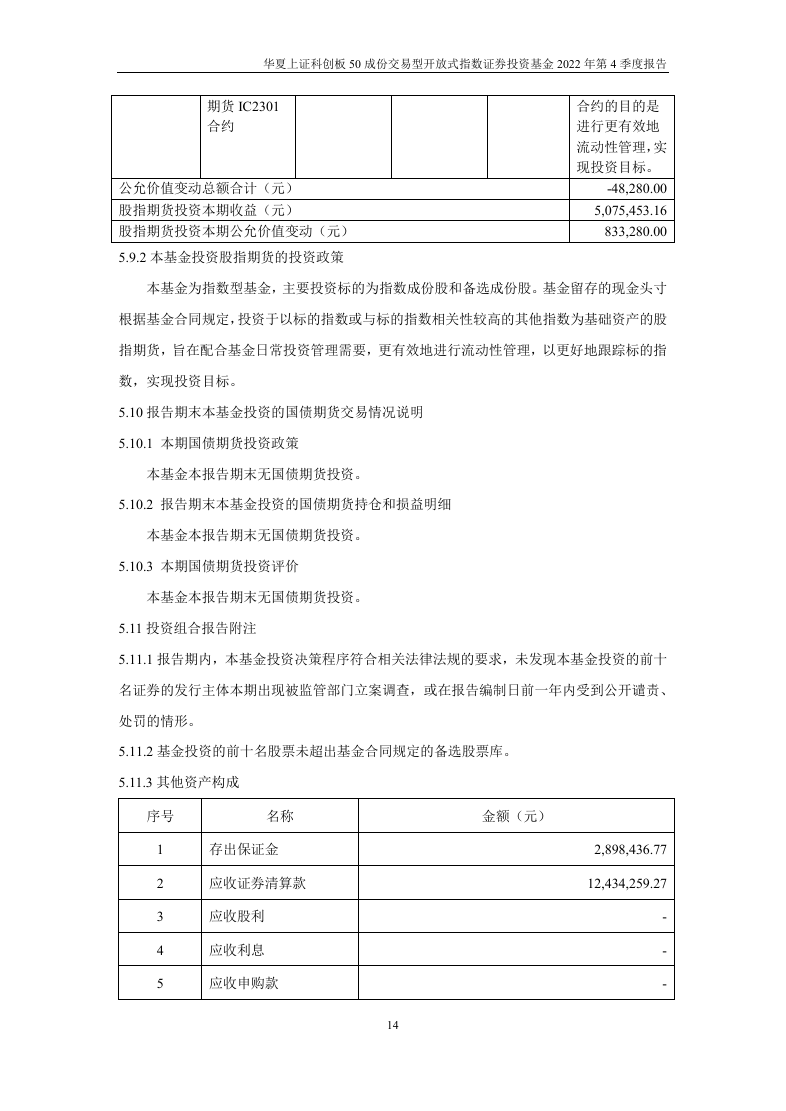 华夏上证科创板 50 成份交易型开放式指数证券投资基金 2022 年第 4 季度报告
期货 IC2301
合约
合约的目的是
进行更有效地
流动性管理，实
现投资目标。
公允价值变动总额合计（元） -48,280.00
股指期货投资本期收益（元） 5,075,453.16
股指期货投资本期公允价值变动（元） 833,280.00
5.9.2 本基金投资股指期货的投资政策
本基金为指数型基金，主要投资标的为指数成份股和备选成份股。基金留存的现金头寸
根据基金合同规定，投资于以标的指数或与标的指数相关性较高的其他指数为基础资产的股
指期货，旨在配合基金日常投资管理需要，更有效地进行流动性管理，以更好地跟踪标的指
数，实现投资目标。
5.10 报告期末本基金投资的国债期货交易情况说明
5.10.1 本期国债期货投资政策
本基金本报告期末无国债期货投资。
5.10.2 报告期末本基金投资的国债期货持仓和损益明细
本基金本报告期末无国债期货投资。
5.10.3 本期国债期货投资评价
本基金本报告期末无国债期货投资。
5.11 投资组合报告附注
5.11.1 报告期内，本基金投资决策程序符合相关法律法规的要求，未发现本基金投资的前十
名证券的发行主体本期出现被监管部门立案调查，或在报告编制日前一年内受到公开谴责、
处罚的情形。
5.11.2 基金投资的前十名股票未超出基金合同规定的备选股票库。
5.11.3 其他资产构成
序号 名称 金额（元）
1 存出保证金 2,898,436.77
2 应收证券清算款 12,434,259.27
3 应收股利 -
4 应收利息 -
5 应收申购款 -
14